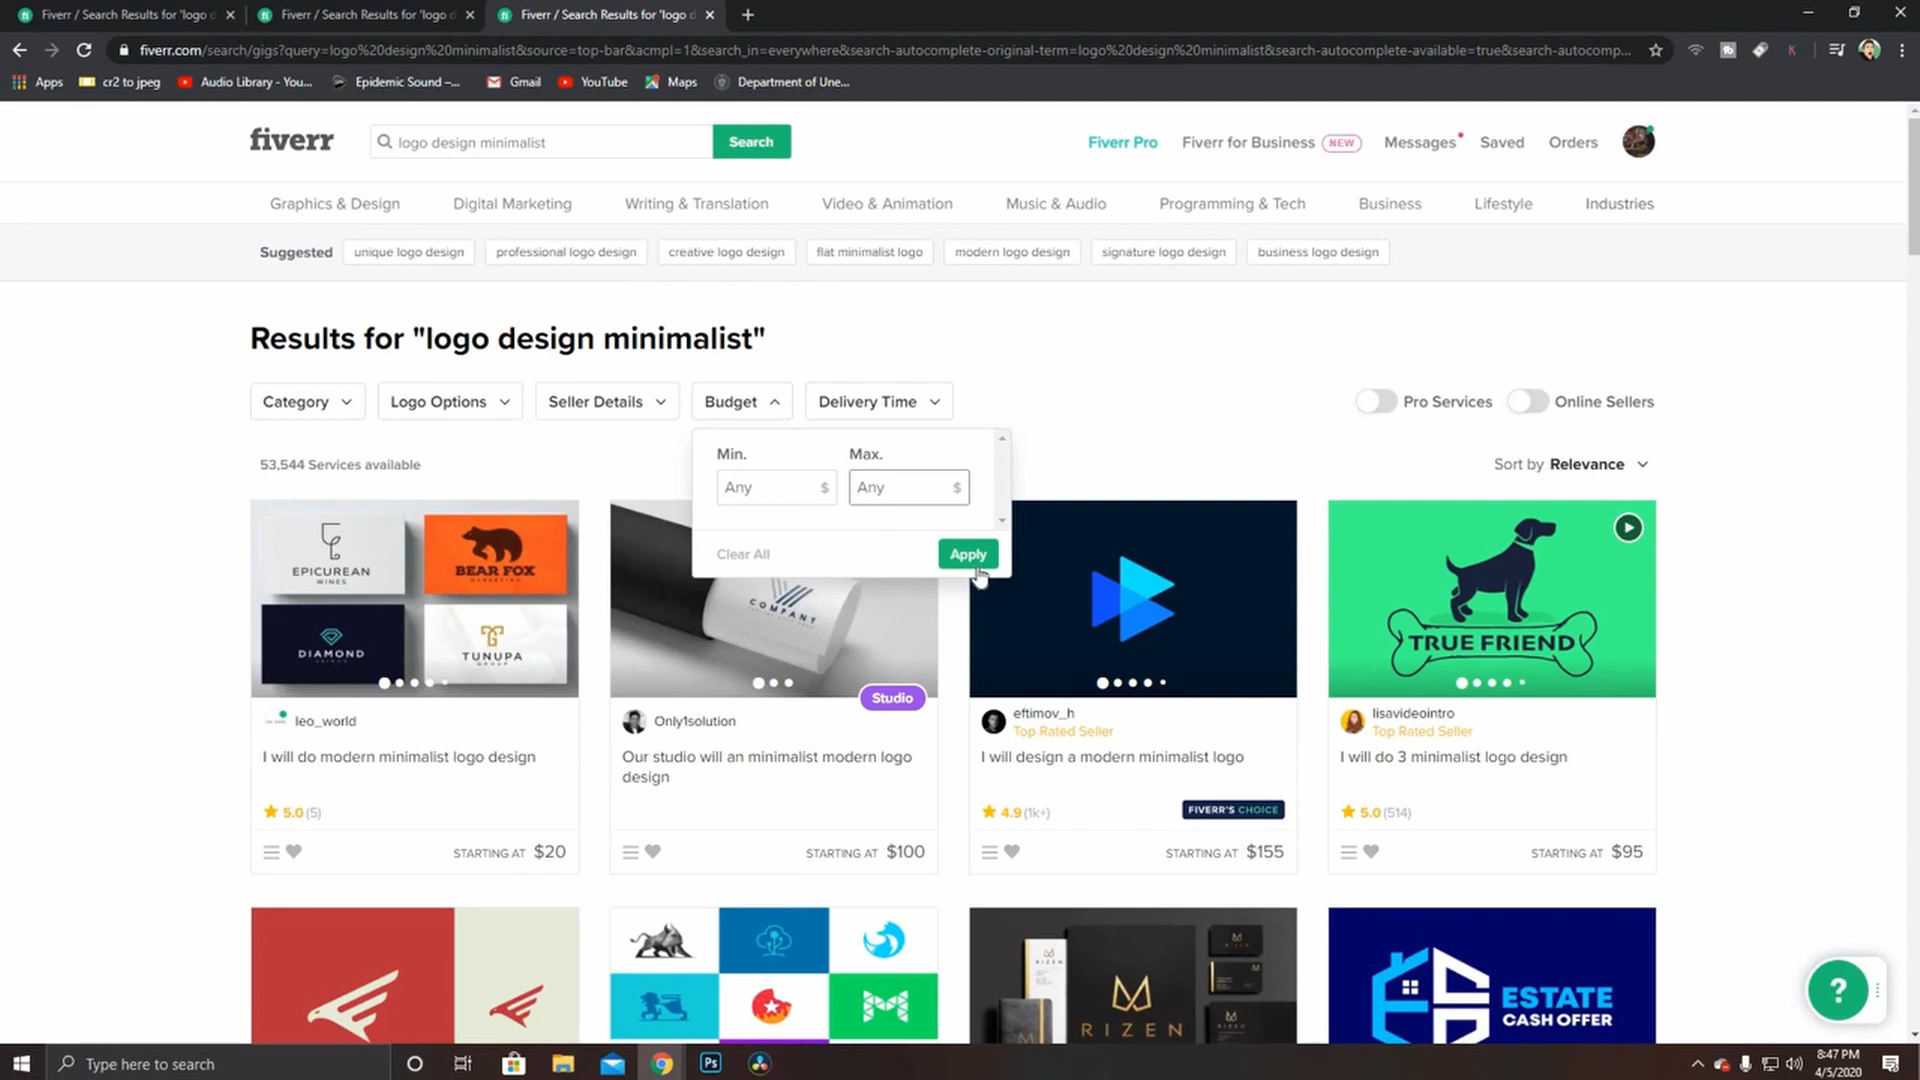 Fiverr / Search Results for 'logo d
Fiverr / Search Results for 'logo d
Fiverr / Search Results for 'logo d
fiverr.com/search/gigs?query=logo%20design%20minimalist&source=top-bar&acmpl=1&search_in=everywhere&search-autocomplete-original-term=logo%20design%20minimalist&search-autocomplete-available=true&search-autocomp...
Apps
cr2 to jpeg
Audio Library - You...
Epidemic Sound –...
Gmail
YouTube
Maps
Department of Une...
fiverr
logo design minimalist
Search
Fiverr Pro
Fiverr for Business NEW
Messages
Saved
Orders
Graphics & Design
Digital Marketing
Writing & Translation
Video & Animation
Music & Audio
Programming & Tech
Business
Lifestyle
Industries
Suggested
unique logo design
professional logo design
creative logo design
flat minimalist logo
modern logo design
signature logo design
business logo design
Results for "logo design minimalist"
Category
Logo Options
Seller Details
Budget
Delivery Time
Pro Services
Online Sellers
Min.
Max.
Any $
Any $
Clear All
Apply
53,544 Services available
Sort by Relevance
EPICUREAN
WINES
BEAR FOX
MARKETING
DIAMOND
TUNUPA
GROUP
COMPANY
TRUE FRIEND
leo_world
I will do modern minimalist logo design
5.0 (5)
STARTING AT $20
Studio
Only1solution
Our studio will an minimalist modern logo
design
STARTING AT $100
eftimov_h
Top Rated Seller
I will design a modern minimalist logo
4.9 (1k+)
FIVERR'S CHOICE
STARTING AT $155
lisavideointro
Top Rated Seller
I will do 3 minimalist logo design
5.0 (514)
STARTING AT $95
RIZEN
ESTATE
CASH OFFER
?
Type here to search
Ps
8:47 PM
4/5/2020